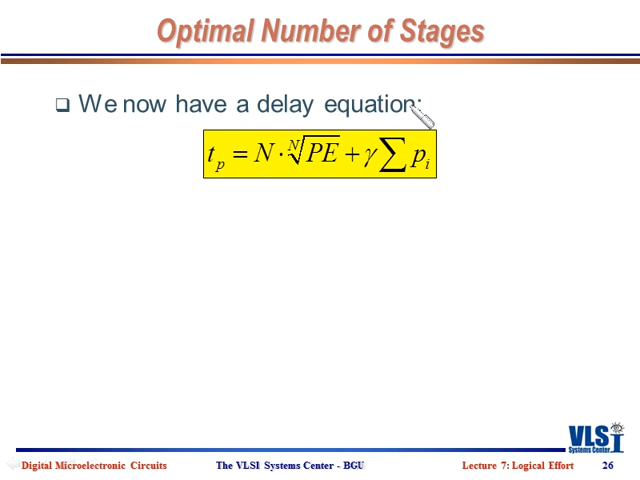 Optimal Number of Stages
We now have a delay equation:
t_p = N · ᴺ√PE + γ ∑ p_i
VLSI
Systems Center
Digital Microelectronic Circuits The VLSI Systems Center - BGU Lecture 7: Logical Effort 26